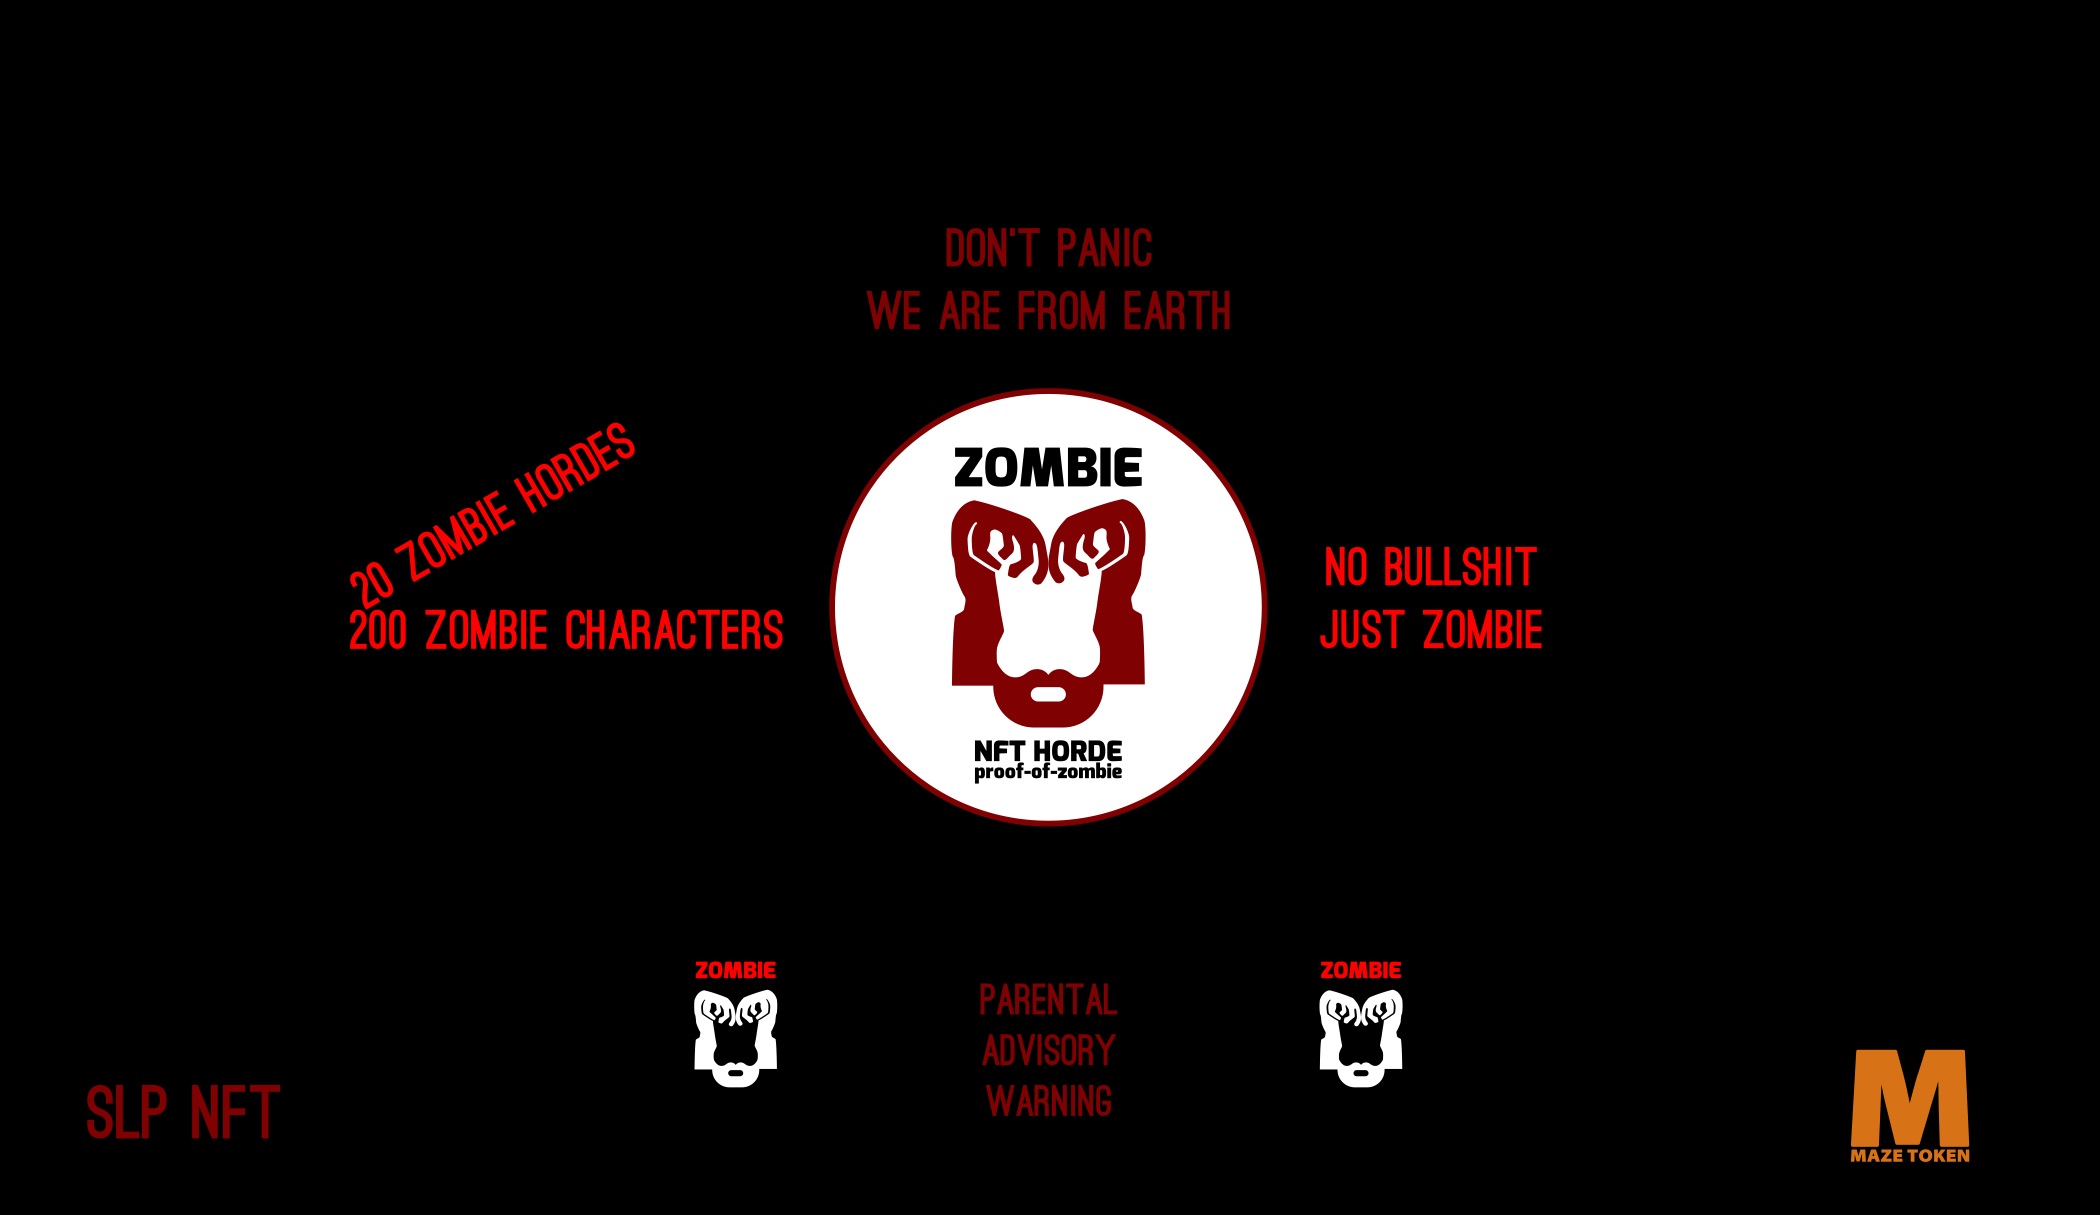 DON'T PANIC
WE ARE FROM EARTH
20 ZOMBIE HORDES
200 ZOMBIE CHARACTERS
ZOMBIE
NFT HORDE
proof-of-zombie
NO BULLSHIT
JUST ZOMBIE
ZOMBIE
PARENTAL
ADVISORY
WARNING
ZOMBIE
SLP NFT
M
MAZE TOKEN